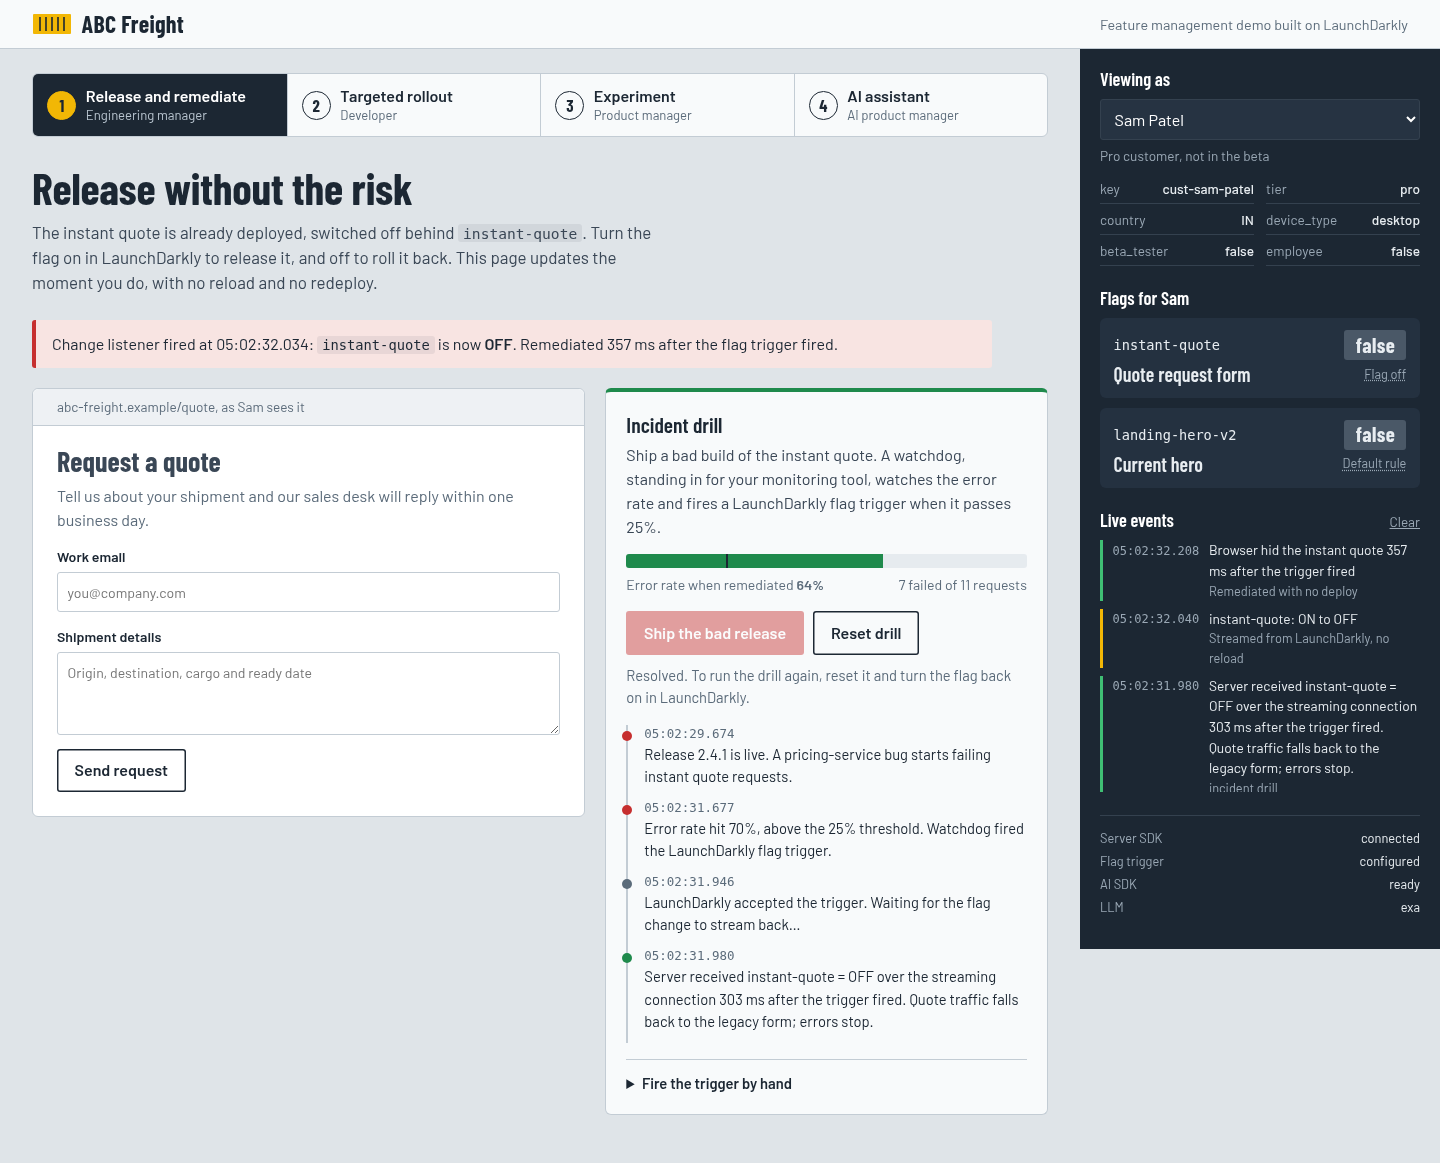 ABC Freight
Feature management demo built on LaunchDarkly
1
Release and remediate
Engineering manager
2
Targeted rollout
Developer
3
Experiment
Product manager
4
AI assistant
AI product manager
Release without the risk
The instant quote is already deployed, switched off behind instant-quote. Turn the
flag on in LaunchDarkly to release it, and off to roll it back. This page updates the
moment you do, with no reload and no redeploy.
Change listener fired at 05:02:32.034: instant-quote is now OFF. Remediated 357 ms after the flag trigger fired.
abc-freight.example/quote, as Sam sees it
Request a quote
Tell us about your shipment and our sales desk will reply within one
business day.
Work email
you@company.com
Shipment details
Origin, destination, cargo and ready date
Send request
Incident drill
Ship a bad build of the instant quote. A watchdog,
standing in for your monitoring tool, watches the error
rate and fires a LaunchDarkly flag trigger when it passes
25%.
Error rate when remediated 64%
7 failed of 11 requests
Ship the bad release
Reset drill
Resolved. To run the drill again, reset it and turn the flag back
on in LaunchDarkly.
05:02:29.674
Release 2.4.1 is live. A pricing-service bug starts failing
instant quote requests.
05:02:31.677
Error rate hit 70%, above the 25% threshold. Watchdog fired
the LaunchDarkly flag trigger.
05:02:31.946
LaunchDarkly accepted the trigger. Waiting for the flag
change to stream back...
05:02:31.980
Server received instant-quote = OFF over the streaming
connection 303 ms after the trigger fired. Quote traffic falls
back to the legacy form; errors stop.
Fire the trigger by hand
Viewing as
Sam Patel
Pro customer, not in the beta
key cust-sam-patel tier pro
country IN device_type desktop
beta_tester false employee false
Flags for Sam
instant-quote false
Quote request form Flag off
landing-hero-v2 false
Current hero Default rule
Live events Clear
05:02:32.208 Browser hid the instant quote 357
ms after the trigger fired
Remediated with no deploy
05:02:32.040 instant-quote: ON to OFF
Streamed from LaunchDarkly, no
reload
05:02:31.980 Server received instant-quote =
OFF over the streaming connection
303 ms after the trigger fired.
Quote traffic falls back to the
legacy form; errors stop.
incident drill
Server SDK connected
Flag trigger configured
AI SDK ready
LLM exa